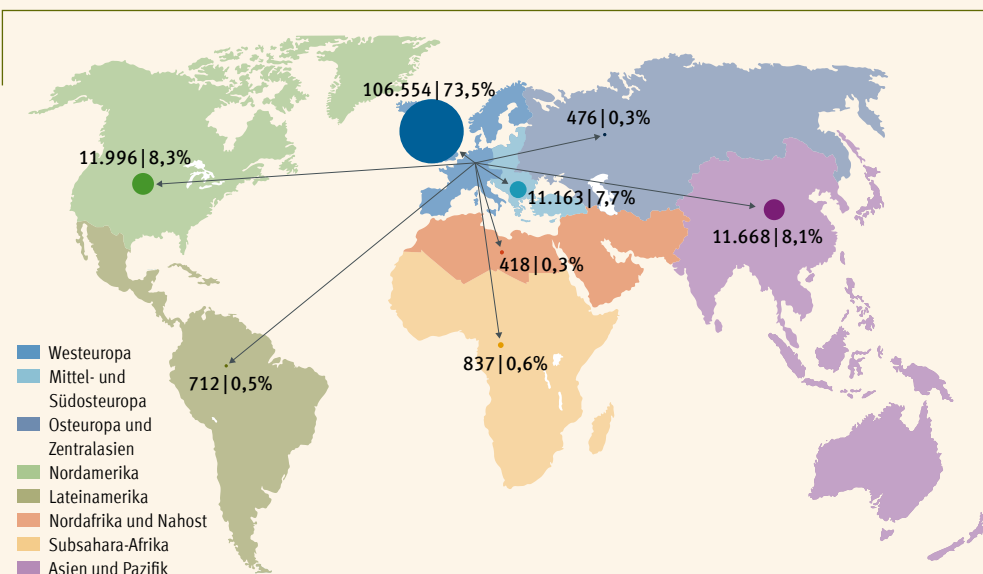 106.554|73,5%
476|0,3%
11.996|8,3%
11.163|7,7%
11.668|8,1%
418|0,3%
837|0,6%
712|0,5%
Westeuropa
Mittel- und
Südosteuropa
Osteuropa und
Zentralasien
Nordamerika
Lateinamerika
Nordafrika und Nahost
Subsahara-Afrika
Asien und Pazifik